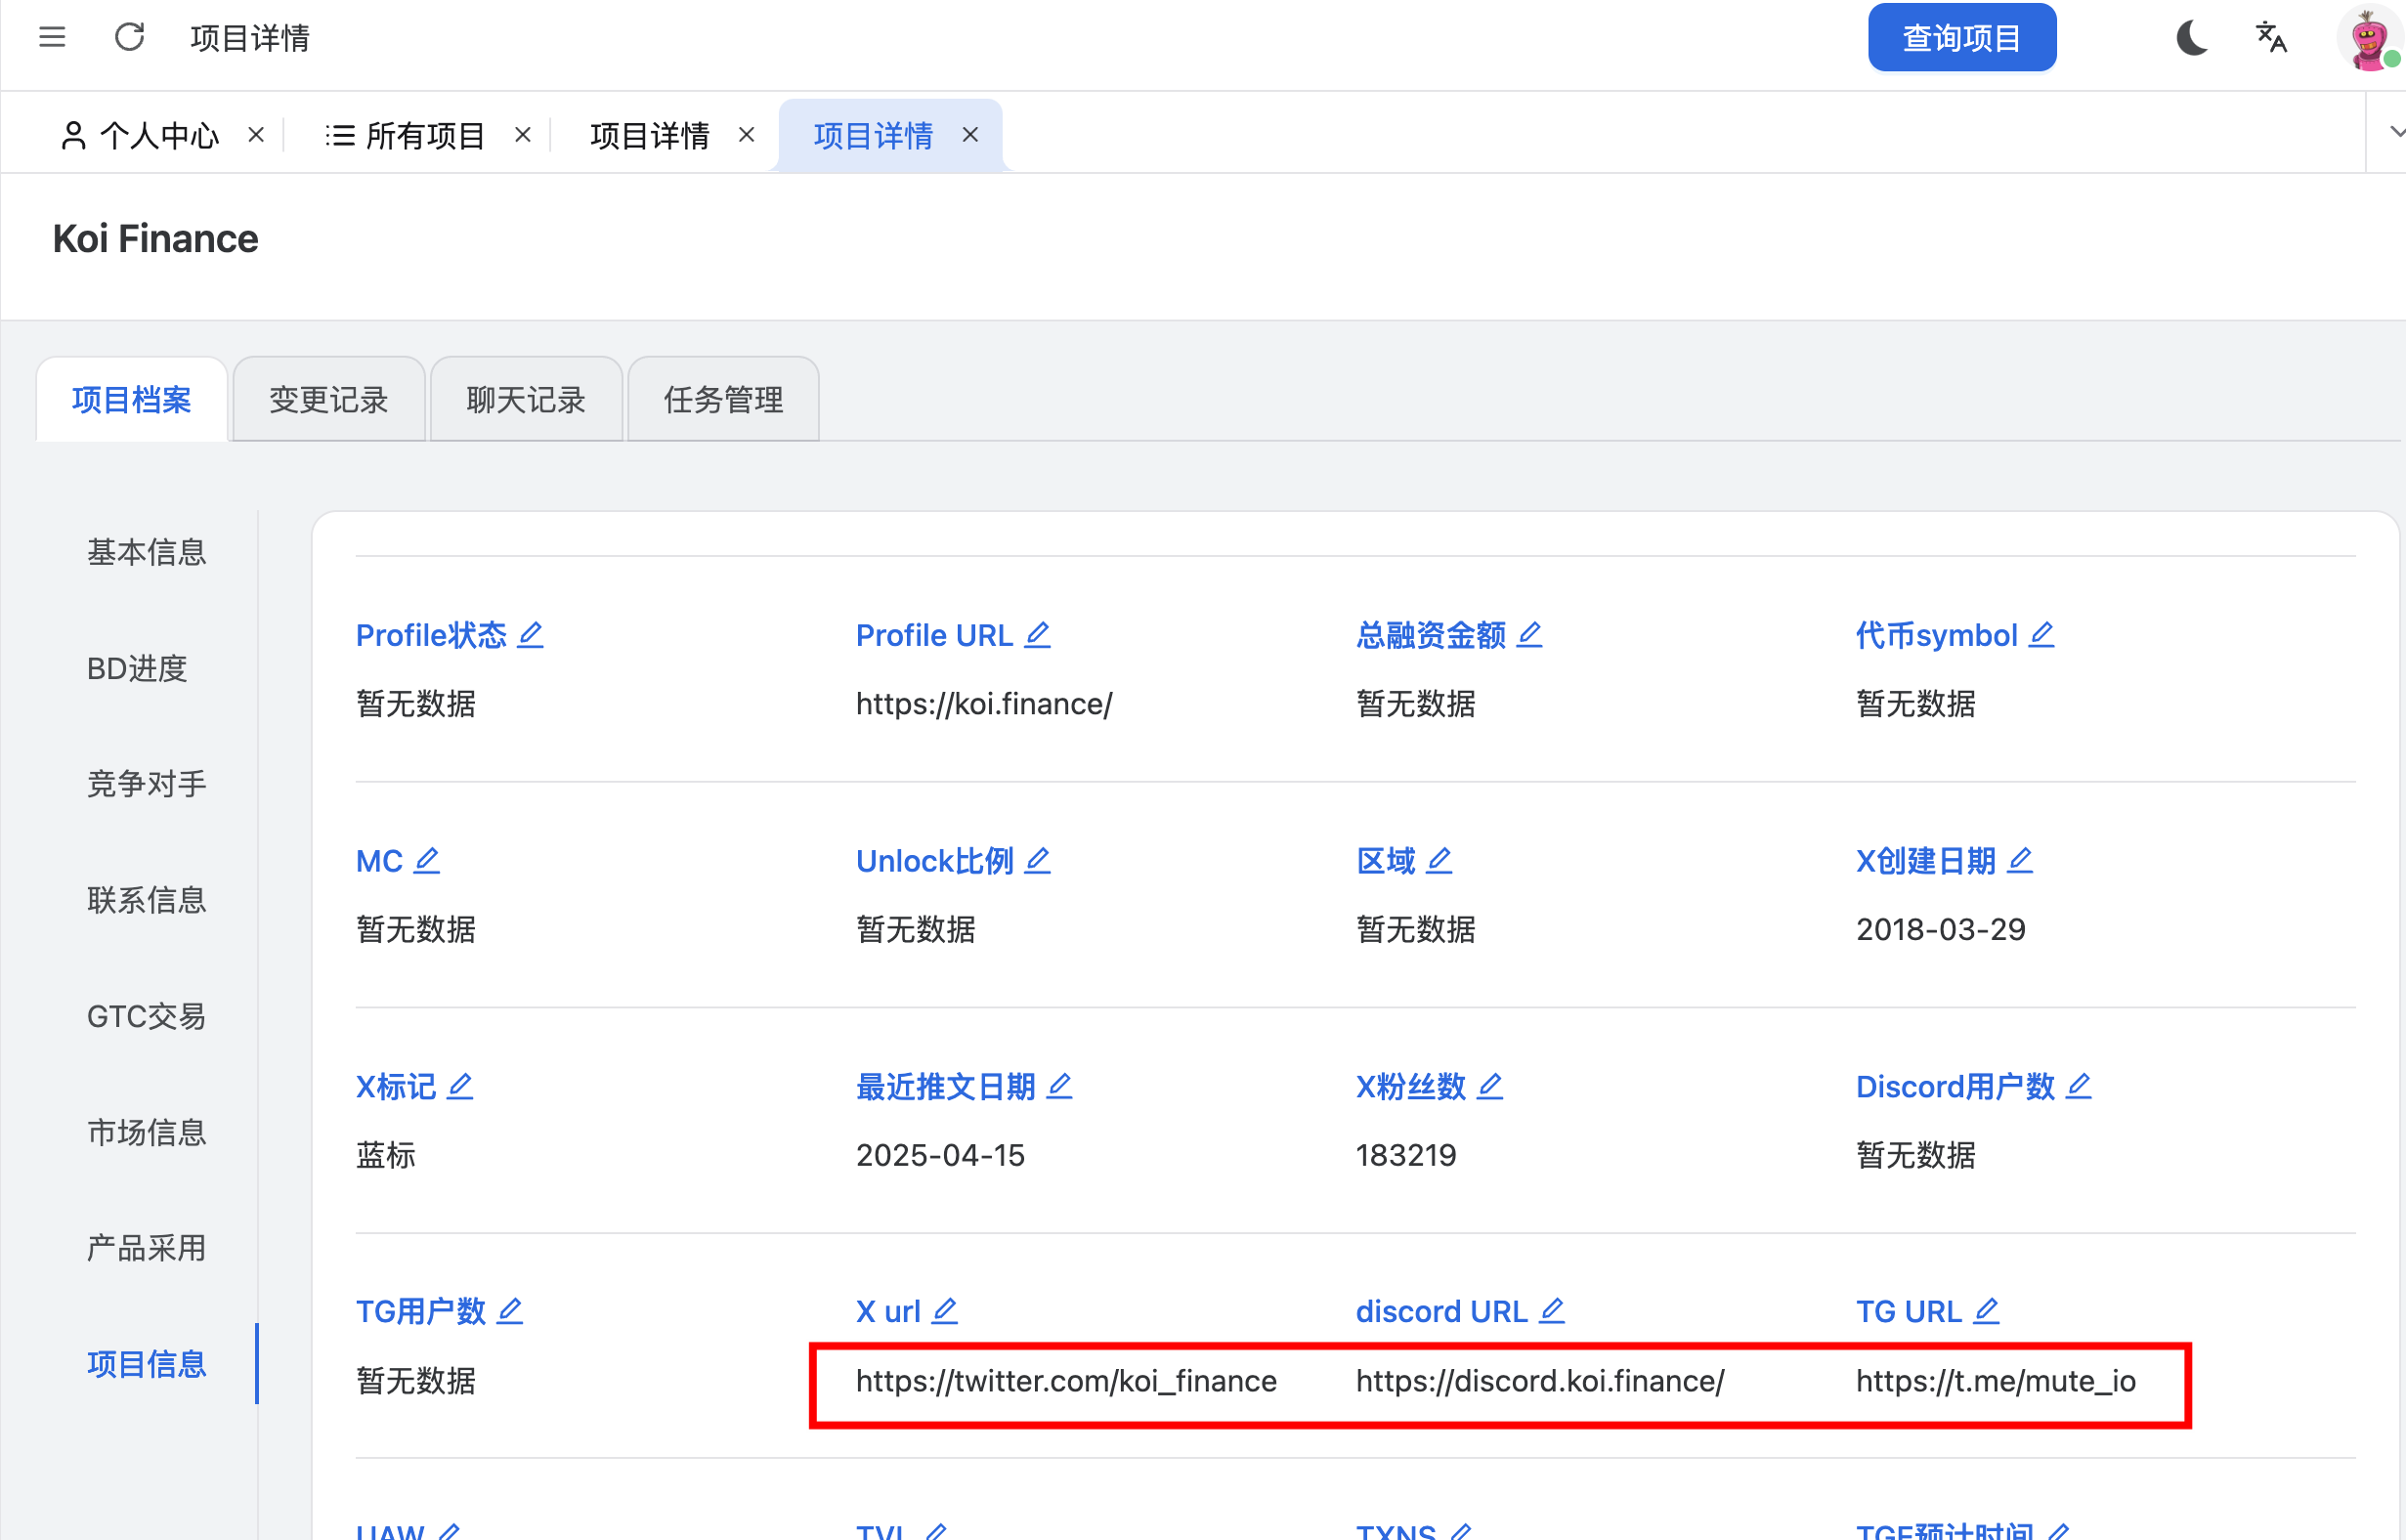 项目详情
查询项目
个人中心
所有项目
项目详情
项目详情
Koi Finance
项目档案
变更记录
聊天记录
任务管理
基本信息
BD进度
竞争对手
联系信息
GTC交易
市场信息
产品采用
项目信息
Profile状态
Profile URL
总融资金额
代币symbol
暂无数据
https://koi.finance/
暂无数据
暂无数据
MC
Unlock比例
区域
X创建日期
暂无数据
暂无数据
暂无数据
2018-03-29
X标记
最近推文日期
X粉丝数
Discord用户数
蓝标
2025-04-15
183219
暂无数据
TG用户数
X url
discord URL
TG URL
暂无数据
https://twitter.com/koi_finance
https://discord.koi.finance/
https://t.me/mute_io
UAW
TVL
TXNS
TGE预计时间